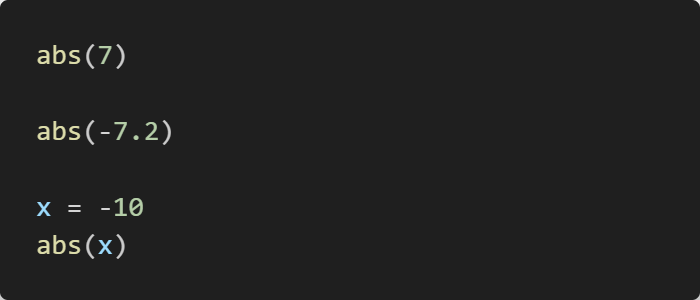 abs(7)
abs(-7.2)
x = -10
abs(x)